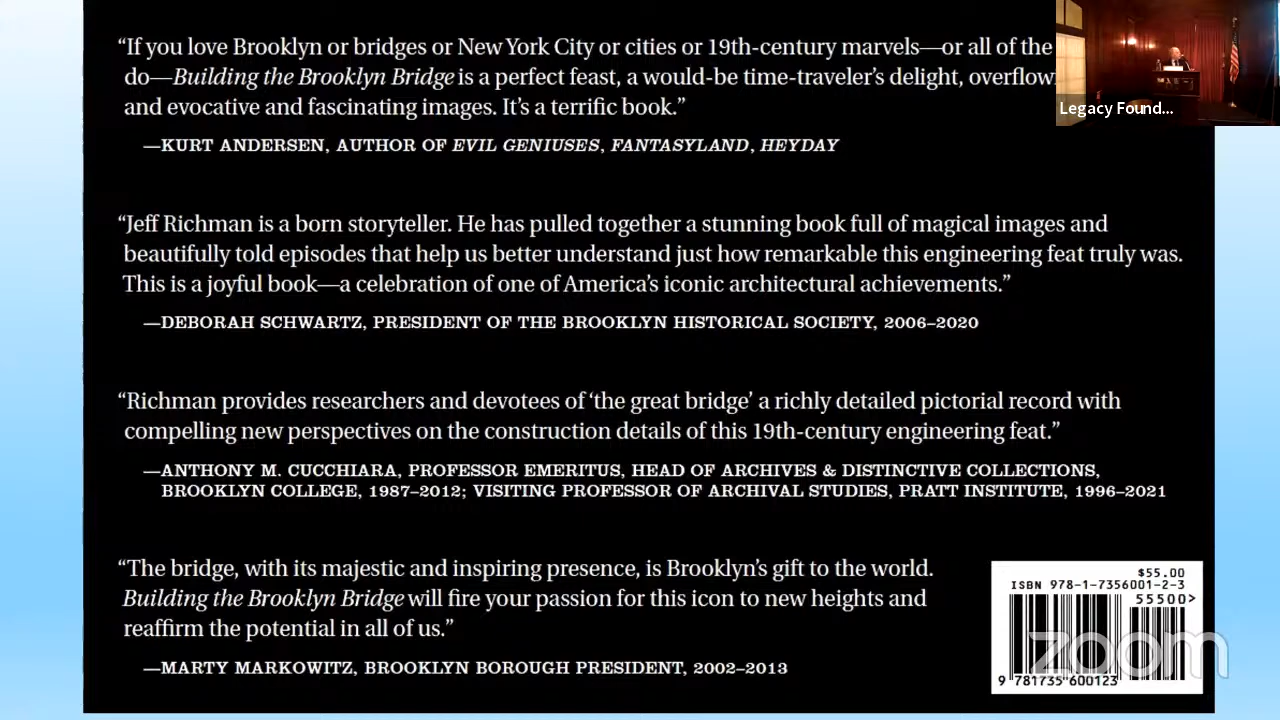 “If you love Brooklyn or bridges or New York City or cities or 19th-century marvels—or all of the
do—Building the Brooklyn Bridge is a perfect feast, a would-be time-traveler’s delight,
and evocative and fascinating images. It’s a terrific book.”
—KURT ANDERSEN, AUTHOR OF EVIL GENIUSES, FANTASYLAND, HEYDAY
Legacy Found...
“Jeff Richman is a born storyteller. He has pulled together a stunning book full of magical images and
beautifully told episodes that help us better understand just how remarkable this engineering feat truly was.
This is a joyful book—a celebration of one of America’s iconic architectural achievements.”
—DEBORAH SCHWARTZ, PRESIDENT OF THE BROOKLYN HISTORICAL SOCIETY, 2006–2020
“Richman provides researchers and devotees of ‘the great bridge’ a richly detailed pictorial record with
compelling new perspectives on the construction details of this 19th-century engineering feat.”
—ANTHONY M. CUCCHIARA, PROFESSOR EMERITUS, HEAD OF ARCHIVES & DISTINCTIVE COLLECTIONS,
BROOKLYN COLLEGE, 1987–2012; VISITING PROFESSOR OF ARCHIVAL STUDIES, PRATT INSTITUTE, 1996–2021
“The bridge, with its majestic and inspiring presence, is Brooklyn’s gift to the world.
Building the Brooklyn Bridge will fire your passion for this icon to new heights and
reaffirm the potential in all of us.”
—MARTY MARKOWITZ, BROOKLYN BOROUGH PRESIDENT, 2002–2013
$55.00
ISBN 978-1-7356001-2-3
55500>
9 781735 600123
zoom